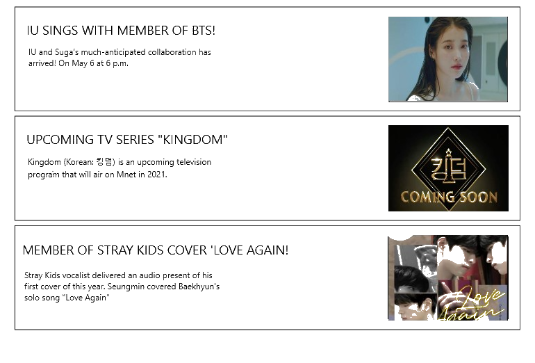 IU SINGS WITH MEMBER OF BTS!
IU and Suga's much-anticipated collaboration has
arrived! On May 6 at 6 p.m.
UPCOMING TV SERIES "KINGDOM"
Kingdom (Korean: 킹덤) is an upcoming television
program that will air on Mnet in 2021.
킹덤
COMING SOON
MEMBER OF STRAY KIDS COVER 'LOVE AGAIN!
Stray Kids vocalist delivered an audio present of his
first cover of this year. Seungmin covered Baekhyun's
solo song "Love Again"
Love
Again